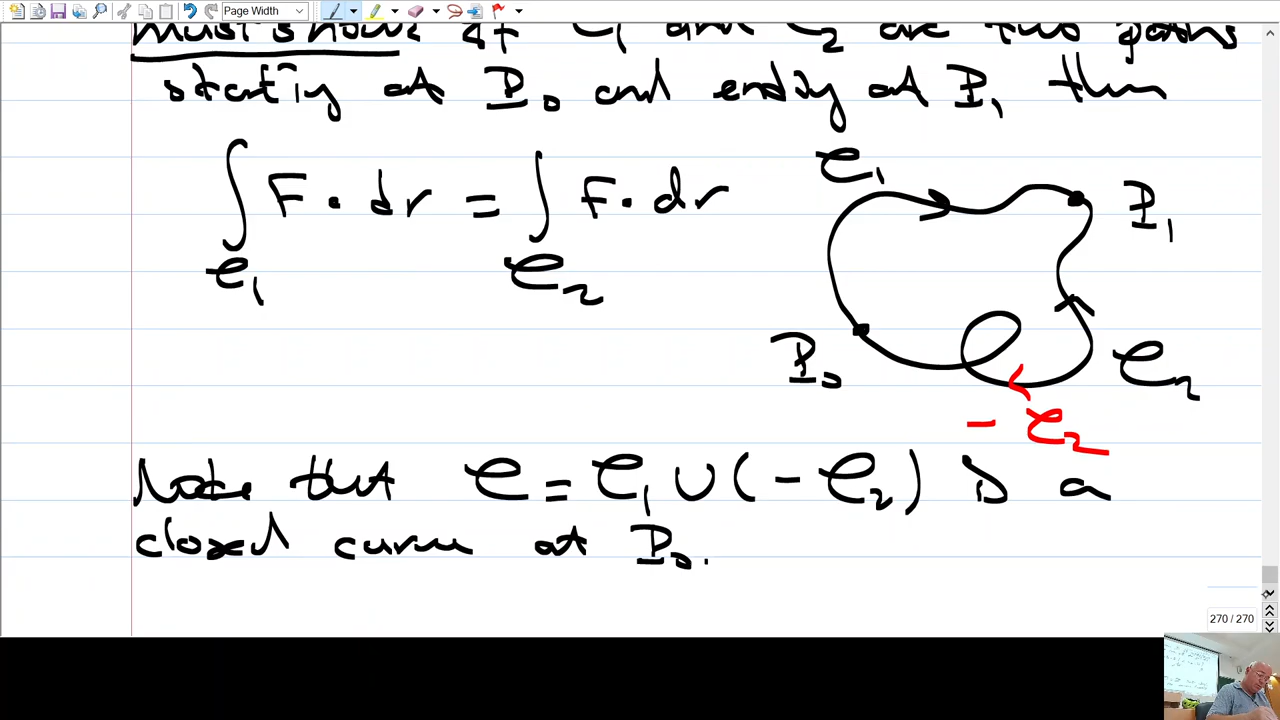 Page Width
Must show: If C₁ and C₂ are two paths
starting at P₀ and ending at P₁ then
∫_{C₁} F · dr = ∫_{C₂} F · dr
C₁
P₁
P₀
C₂
- C₂
Note that C = C₁ ∪ (- C₂) is a
closed curve at P₀.
270 / 270